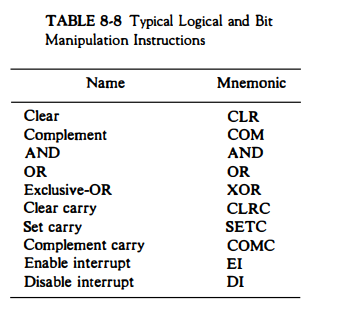 TABLE 8-8 Typical Logical and Bit
Manipulation Instructions
Name Mnemonic
Clear CLR
Complement COM
AND AND
OR OR
Exclusive-OR XOR
Clear carry CLRC
Set carry SETC
Complement carry COMC
Enable interrupt EI
Disable interrupt DI